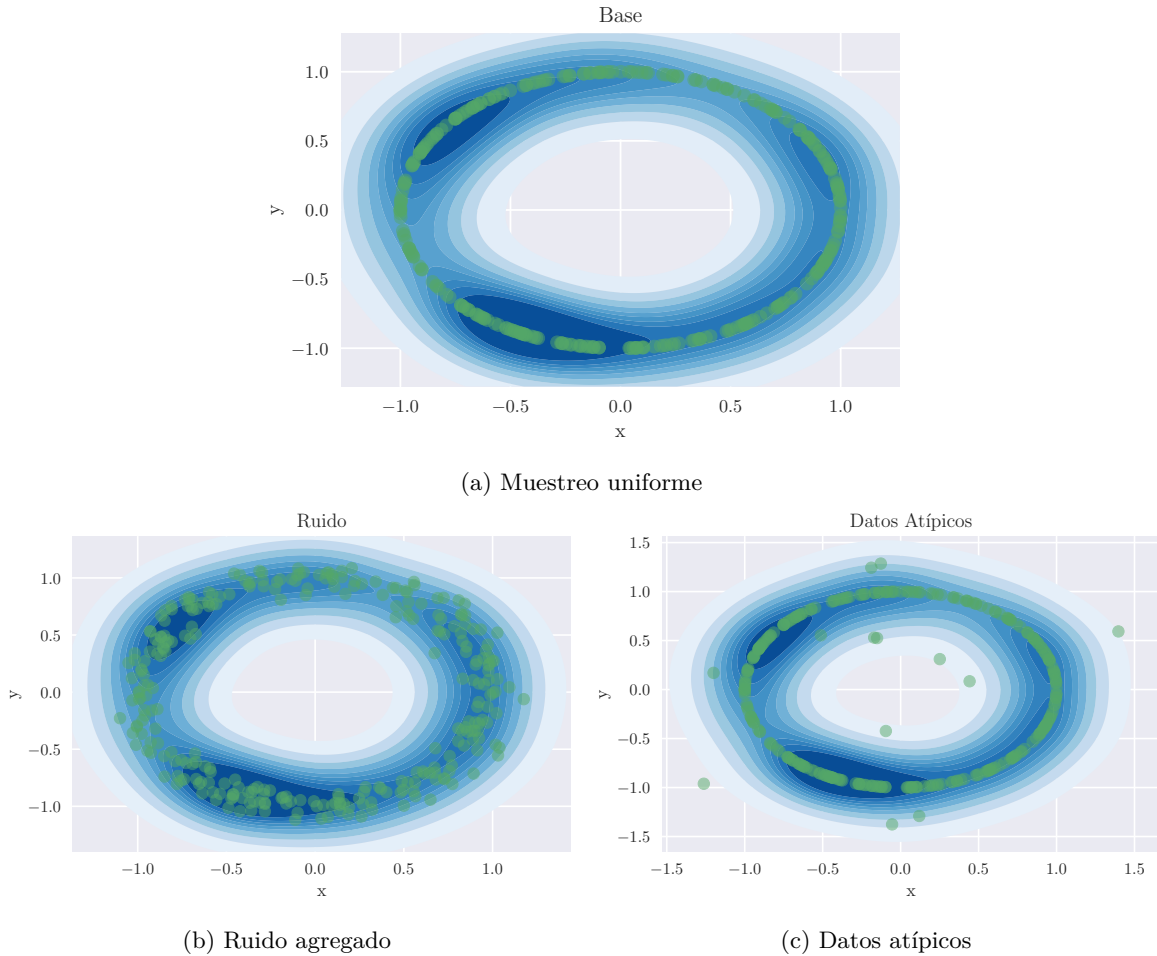 Base
1.0
0.5
0.0
−0.5
−1.0
y
−1.0 −0.5 0.0 0.5 1.0
x
(a) Muestreo uniforme
Ruido
1.0
0.5
0.0
−0.5
−1.0
y
−1.0 −0.5 0.0 0.5 1.0
x
(b) Ruido agregado
Datos Atípicos
1.5
1.0
0.5
0.0
−0.5
−1.0
−1.5
y
−1.5 −1.0 −0.5 0.0 0.5 1.0 1.5
x
(c) Datos atípicos